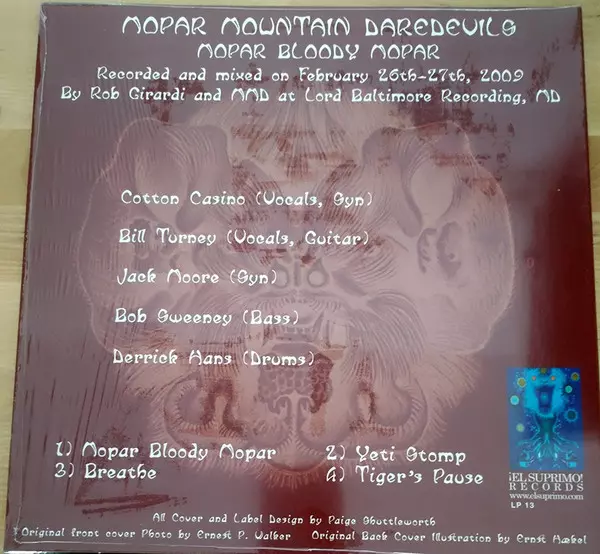 MOPAR MOUNTAIN DAREDEVILS
MOPAR BLOODY MOPAR
Recorded and mixed on February 26th-27th, 2009
By Rob Girardi and MMD at Lord Baltimore Recording, MD
Cotton Casino (Vocals, Syn)
Bill Turney (Vocals, Guitar)
Jack Moore (Syn)
Bob Sweeney (Bass)
Derrick Hans (Drums)
1) Mopar Bloody Mopar
2) Yeti Stomp
3) Breathe
4) Tiger's Pause
¡EL SUPRIMO!
RECORDS
www.elsuprimo.com
LP 13
All Cover and Label Design by Paige Shuttleworth
Original front cover Photo by Ernest P. Walker
Original Back Cover Illustration by Ernst Hækel